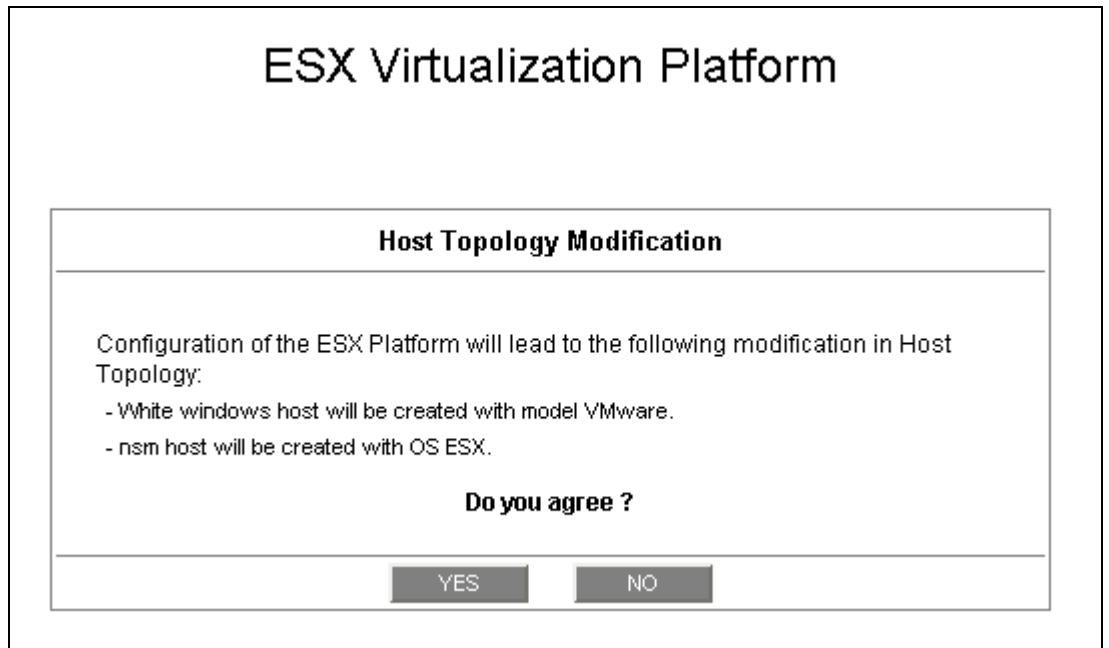 ESX Virtualization Platform
Host Topology Modification
Configuration of the ESX Platform will lead to the following modification in Host
Topology:
- White windows host will be created with model VMware.
- nsm host will be created with OS ESX.
Do you agree ?
YES NO